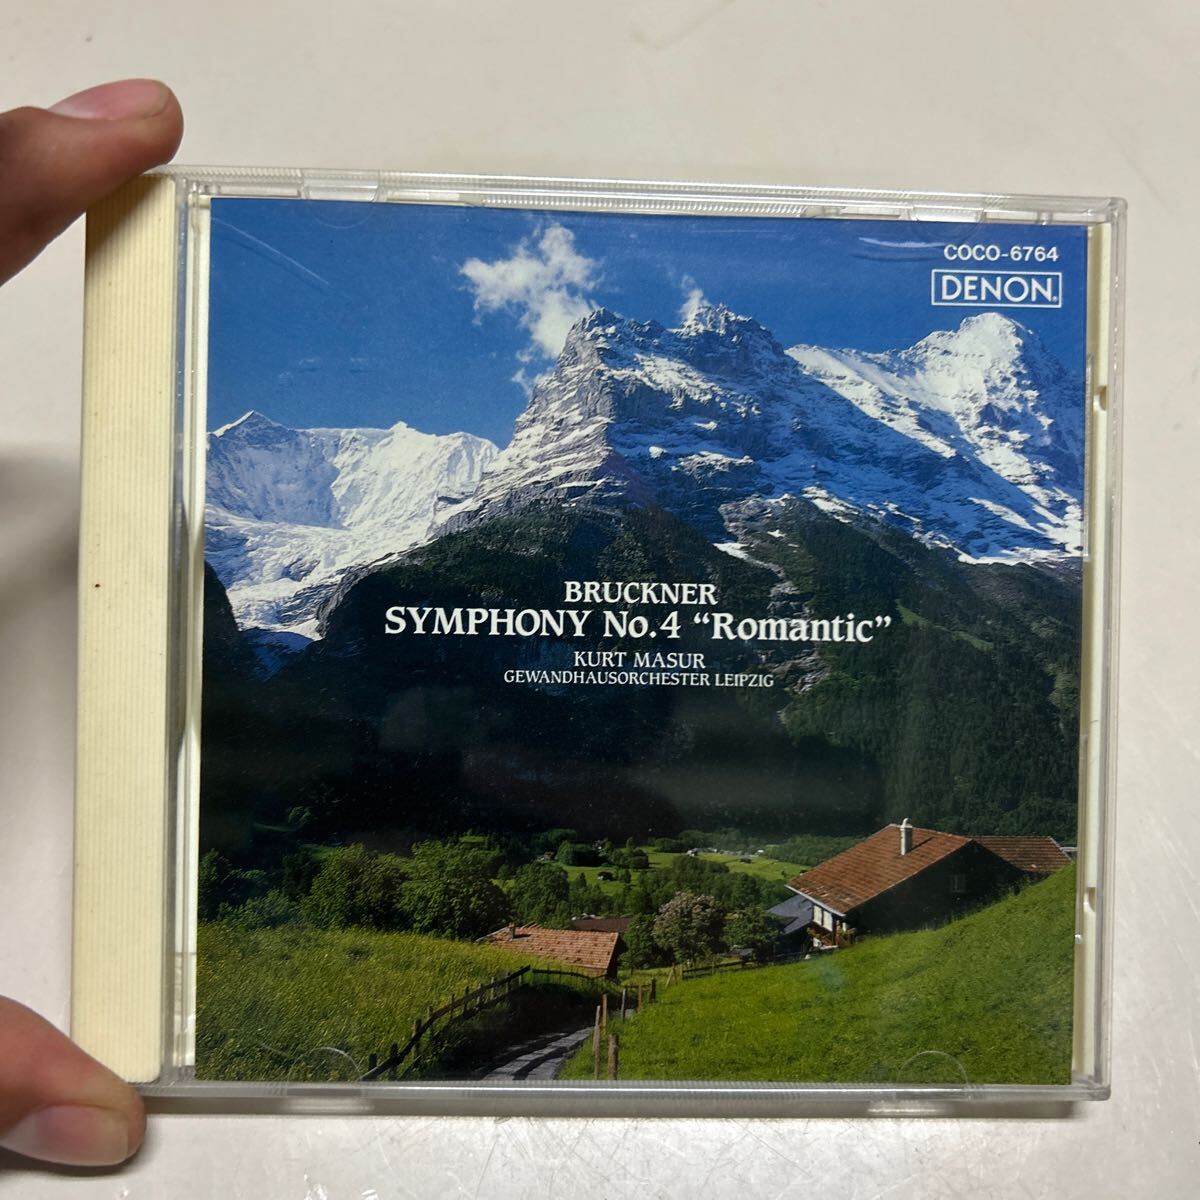 COCO-6764
DENON®
BRUCKNER
SYMPHONY No.4 “Romantic”
KURT MASUR
GEWANDHAUSORCHESTER LEIPZIG